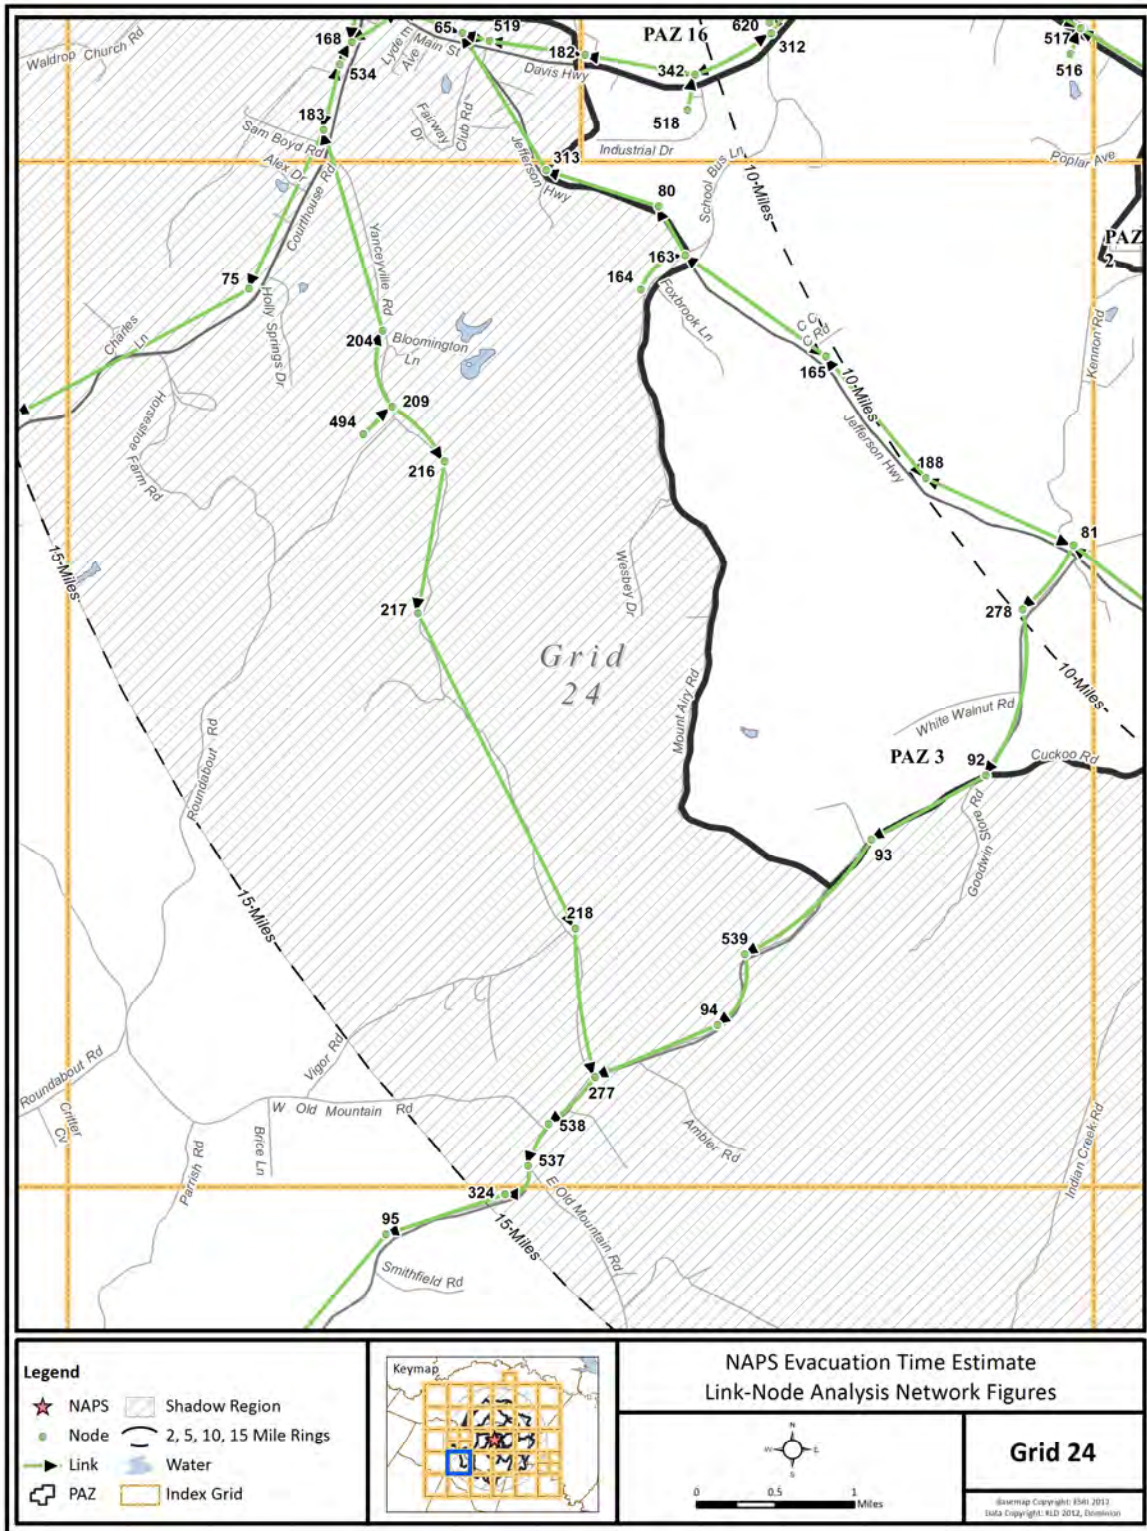 65
519
620
PAZ 16
312
517
516
168
Waldrop Church Rd
Lyde E
Ave
Main St
182
Davis Hwy
342
534
518
183
Sam Boyd Rd
Alex Dr
Courthouse Rd
Fairway
Dr
Club Rd
Jefferson Hwy
313
Industrial Dr
School Bus Ln
10-Miles
Poplar Ave
80
PAZ
2
75
Yanceyville Rd
163
164
Foxbrook Ln
Holly Springs Dr
Charles
Ln
204
Bloomington
Ln
C C
C Rd
165
10-Miles
Kennon Rd
Horseshoe
Farm Rd
494
209
216
Jefferson Hwy
188
81
15-Miles
Wesbey Dr
217
278
Grid
24
10-Miles
Mount Airy Rd
White Walnut Rd
Roundabout Rd
PAZ 3
92
Cuckoo Rd
Goodwin Store Rd
93
15-Miles
218
539
94
Vigor Rd
Roundabout Rd
277
W Old Mountain Rd
Critter
Cv
Brice Ln
538
Ambler Rd
Parrish Rd
537
Indian Creek Rd
324
E Old Mountain Rd
95
15-Miles
Smithfield Rd
Legend
NAPS
Shadow Region
Node
2, 5, 10, 15 Mile Rings
Link
Water
PAZ
Index Grid
Keymap
NAPS Evacuation Time Estimate
Link-Node Analysis Network Figures
N
W
E
S
0
0.5
1
Miles
Grid 24
Basemap Copyright: ESRI 2012
Data Copyright: KLD 2012, Dominion